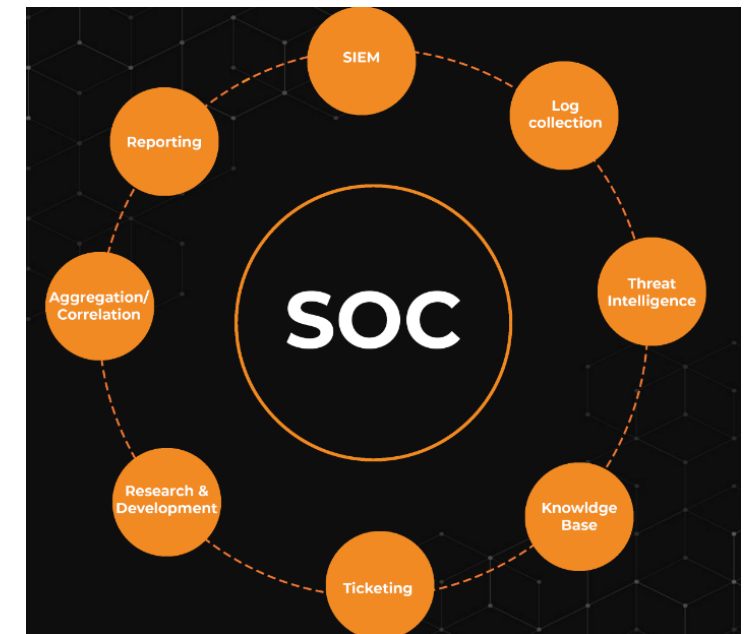 SIEM
Log
collection
Reporting
Threat
Intelligence
Aggregation/
Correlation
SOC
Research &
Development
Knowldge
Base
Ticketing